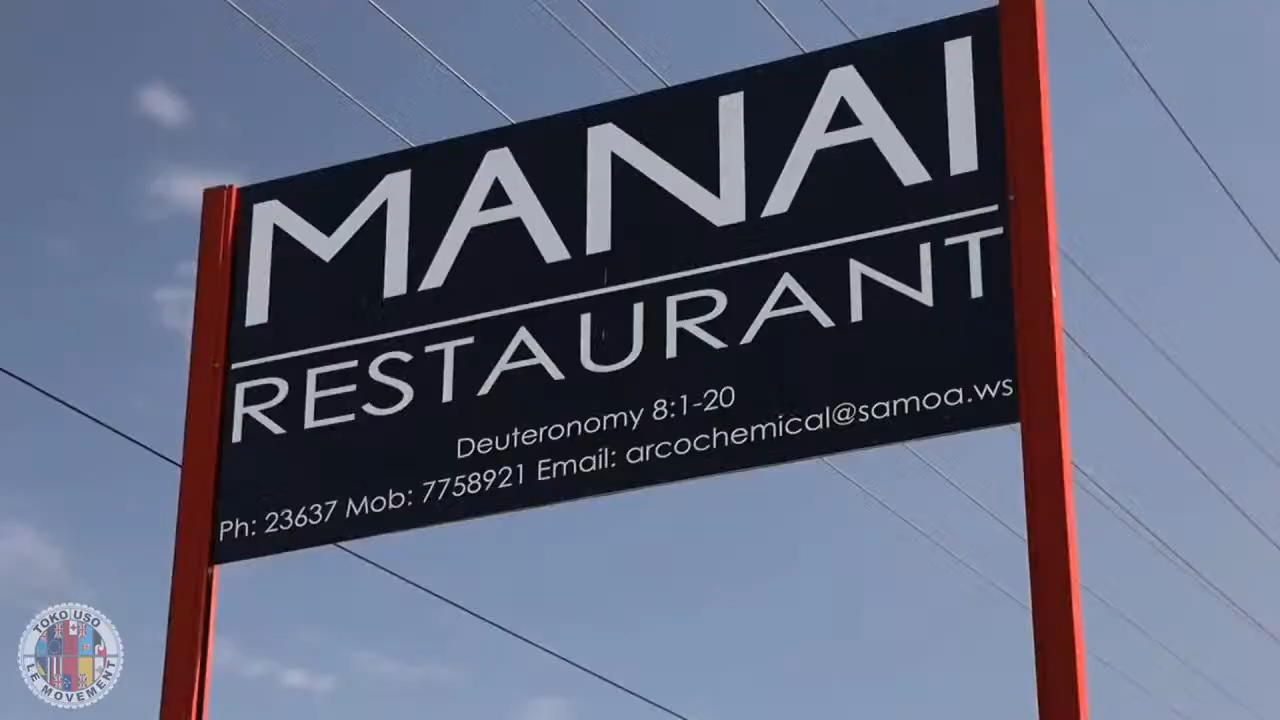 MANAI
RESTAURANT
Deuteronomy 8:1-20
Ph: 23637 Mob: 7758921 Email: arcochemical@samoa.ws
TOKO USO
LE MOVEMENT